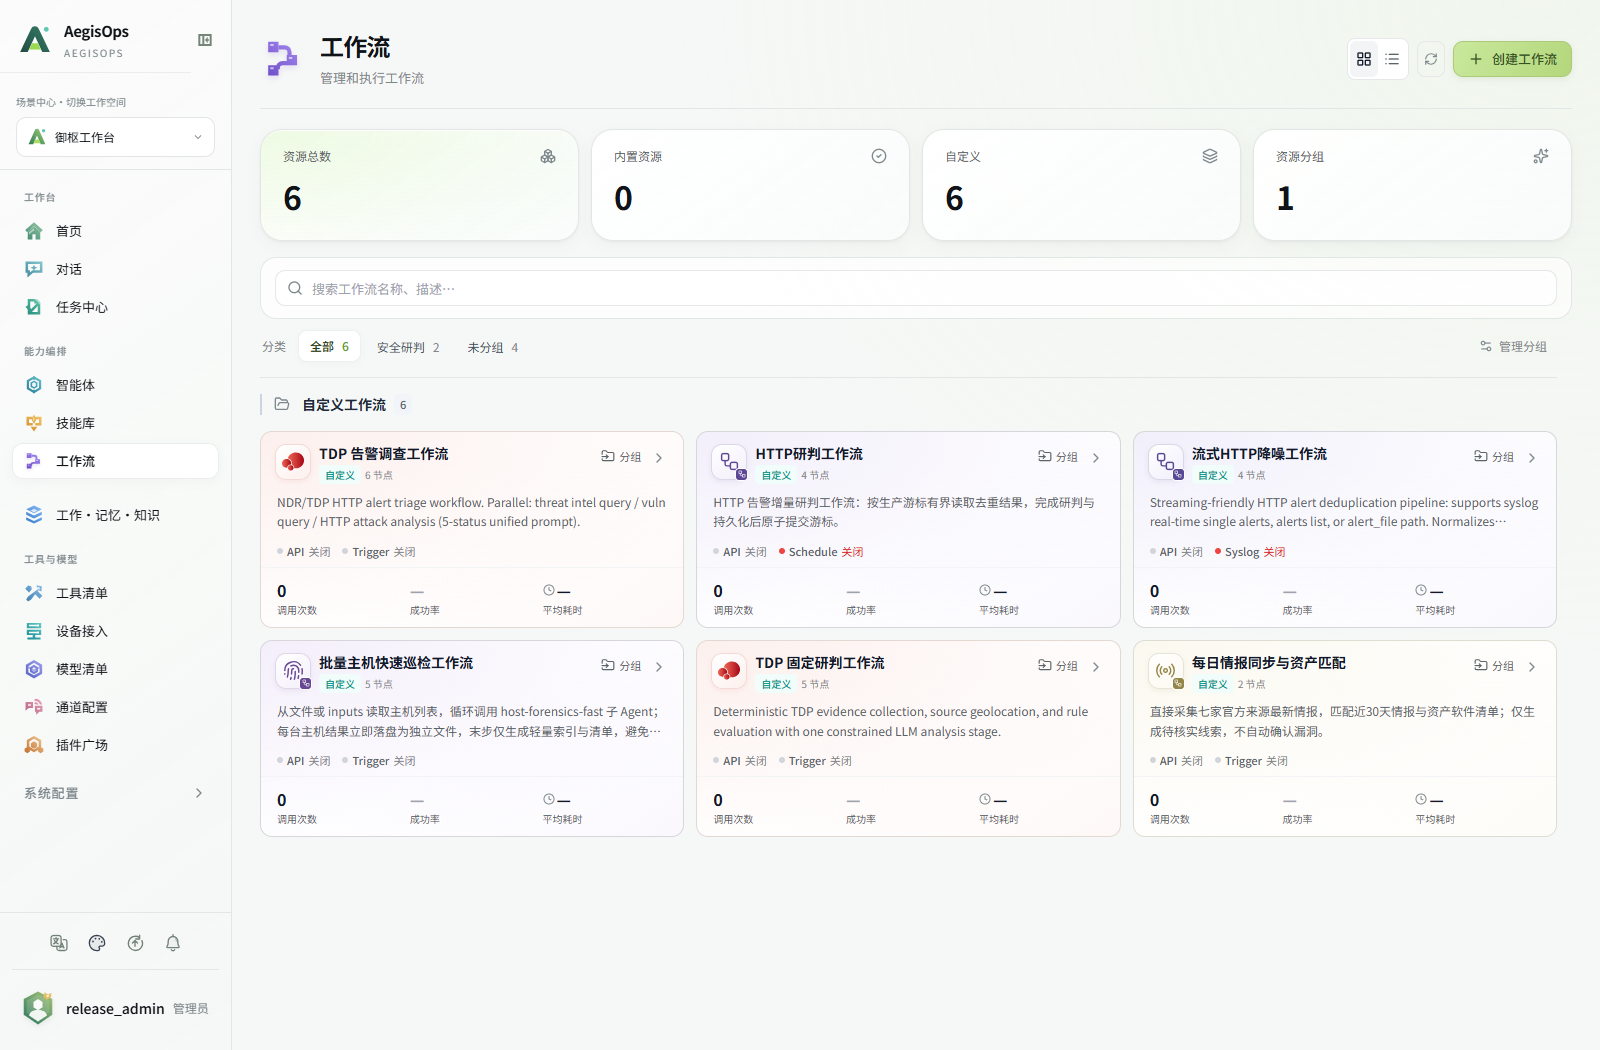 AegisOps
AEGISOPS
场景中心・切换工作空间
御枢工作台
工作台
首页
对话
任务中心
能力编排
智能体
技能库
工作流
工作・记忆・知识
工具与模型
工具清单
设备接入
模型清单
通道配置
插件广场
系统配置
release_admin 管理员
工作流
管理和执行工作流
创建工作流
资源总数
6
内置资源
0
自定义
6
资源分组
1
搜索工作流名称、描述…
分类 全部 6 安全研判 2 未分组 4 管理分组
自定义工作流 6
TDP 告警调查工作流
分组
自定义 6 节点
NDR/TDP HTTP alert triage workflow. Parallel: threat intel query / vuln
query / HTTP attack analysis (5-status unified prompt).
API 关闭 Trigger 关闭
0 — —
调用次数 成功率 平均耗时
HTTP研判工作流
分组
自定义 4 节点
HTTP 告警增量研判工作流：按生产游标有界读取去重结果，完成研判与
持久化后原子提交游标。
API 关闭 Schedule 关闭
0 — —
调用次数 成功率 平均耗时
流式HTTP降噪工作流
分组
自定义 4 节点
Streaming-friendly HTTP alert deduplication pipeline: supports syslog
real-time single alerts, alerts list, or alert_file path. Normalizes…
API 关闭 Syslog 关闭
0 — —
调用次数 成功率 平均耗时
批量主机快速巡检工作流
分组
自定义 5 节点
从文件或 inputs 读取主机列表，循环调用 host-forensics-fast 子 Agent；
每台主机结果立即落盘为独立文件，末步仅生成轻量索引与清单，避免…
API 关闭 Trigger 关闭
0 — —
调用次数 成功率 平均耗时
TDP 固定研判工作流
分组
自定义 5 节点
Deterministic TDP evidence collection, source geolocation, and rule
evaluation with one constrained LLM analysis stage.
API 关闭 Trigger 关闭
0 — —
调用次数 成功率 平均耗时
每日情报同步与资产匹配
分组
自定义 2 节点
直接采集七家官方来源最新情报，匹配近30天情报与资产软件清单；仅生
成待核实线索，不自动确认漏洞。
API 关闭 Trigger 关闭
0 — —
调用次数 成功率 平均耗时